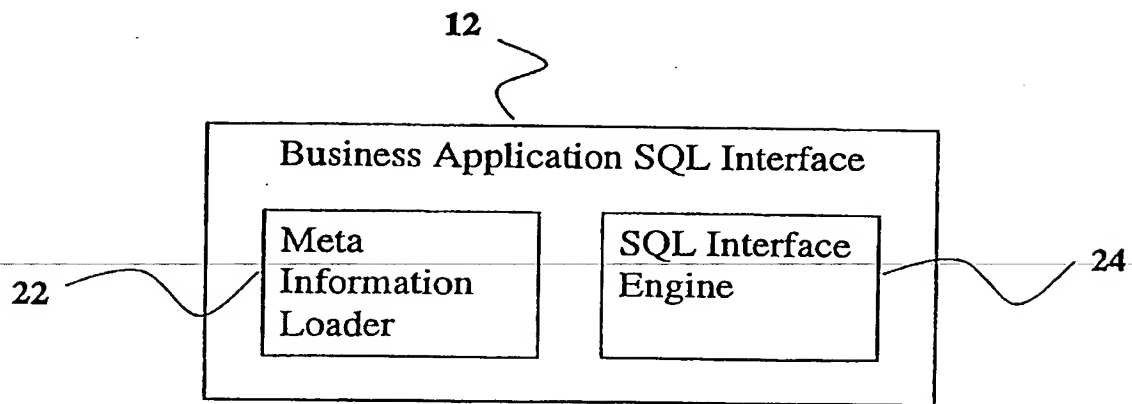 12
Business Application SQL Interface
Meta
Information
Loader
SQL Interface
Engine
22
24